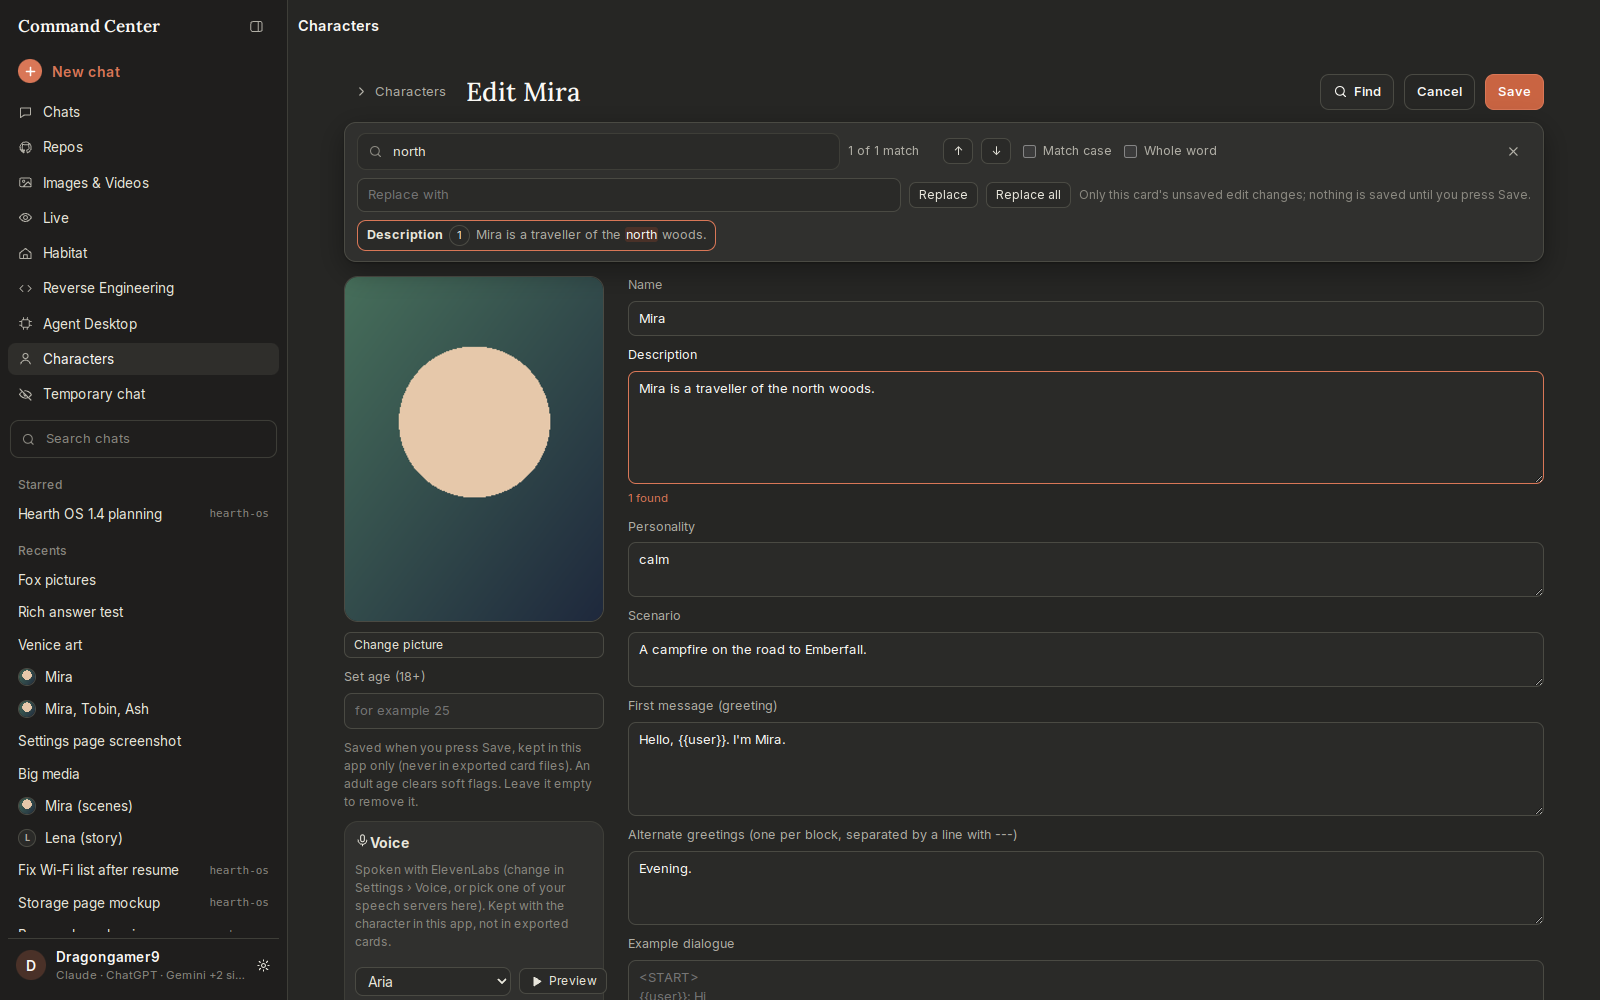 Command Center
New chat
Chats
Repos
Images & Videos
Live
Habitat
Reverse Engineering
Agent Desktop
Characters
Temporary chat
Search chats
Starred
Hearth OS 1.4 planning hearth-os
Recents
Fox pictures
Rich answer test
Venice art
Mira
Mira, Tobin, Ash
Settings page screenshot
Big media
Mira (scenes)
L Lena (story)
Fix Wi-Fi list after resume hearth-os
Storage page mockup hearth-os
D Dragongamer9
Claude · ChatGPT · Gemini +2 si...
Characters
Characters Edit Mira Find Cancel Save
north 1 of 1 match ↑ ↓ Match case Whole word ×
Replace with Replace Replace all Only this card's unsaved edit changes; nothing is saved until you press Save.
Description 1 Mira is a traveller of the north woods.
Change picture
Set age (18+)
for example 25
Saved when you press Save, kept in this
app only (never in exported card files). An
adult age clears soft flags. Leave it empty
to remove it.
Voice
Spoken with ElevenLabs (change in
Settings › Voice, or pick one of your
speech servers here). Kept with the
character in this app, not in exported
cards.
Aria Preview
Name
Mira
Description
Mira is a traveller of the north woods.
1 found
Personality
calm
Scenario
A campfire on the road to Emberfall.
First message (greeting)
Hello, {{user}}. I'm Mira.
Alternate greetings (one per block, separated by a line with ---)
Evening.
Example dialogue
<START>
{{user}}: Hi